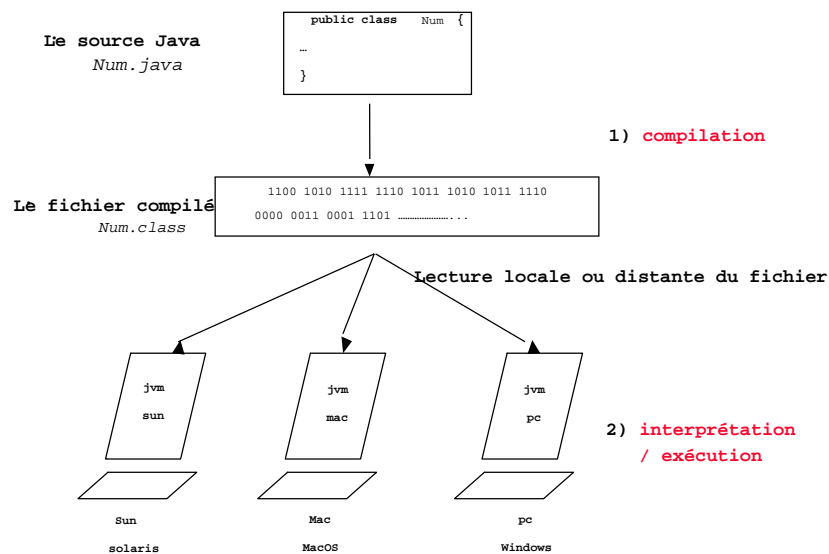 public class Num {
Le source Java
Num.java
…
}
1) compilation
1100 1010 1111 1110 1011 1010 1011 1110
Le fichier compilé
0000 0011 0001 1101 …………………...
Num.class
Lecture locale ou distante du fichier
jvm jvm jvm
sun mac pc
2) interprétation
/ exécution
Sun Mac pc
solaris MacOS Windows